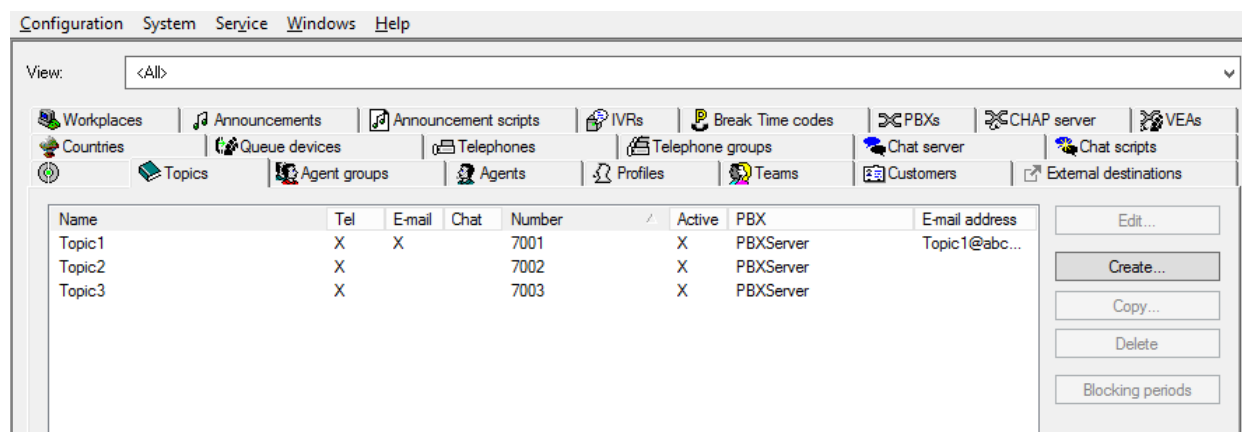 Configuration System Service Windows Help
View: <All>
Workplaces Announcements Announcement scripts IVRs Break Time codes PBXs CHAP server VEAs
Countries Queue devices Telephones Telephone groups Chat server Chat scripts
Topics Agent groups Agents Profiles Teams Customers External destinations
Name Tel E-mail Chat Number Active PBX E-mail address Edit...
Topic1 X X 7001 X PBXServer Topic1@abc...
Topic2 X 7002 X PBXServer Create...
Topic3 X 7003 X PBXServer
Copy...
Delete
Blocking periods